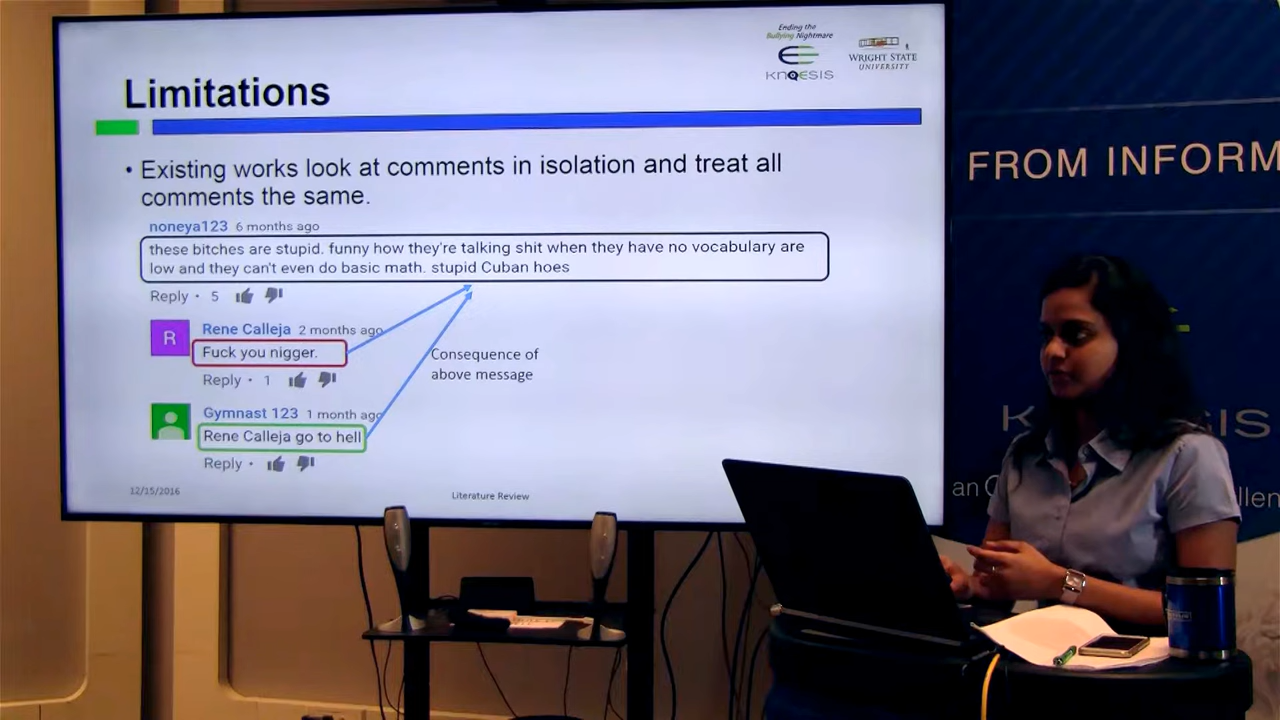 Ending the
Bullying Nightmare
KNOESIS
WRIGHT STATE
UNIVERSITY
Limitations
• Existing works look at comments in isolation and treat all
comments the same.
noneya123 6 months ago
these bitches are stupid. funny how they're talking shit when they have no vocabulary are
low and they can't even do basic math. stupid Cuban hoes
Reply • 5
R
Rene Calleja 2 months ago
Fuck you nigger.
Reply • 1
Consequence of
above message
Gymnast 123 1 month ago
Rene Calleja go to hell
Reply •
12/15/2016
Literature Review
FROM INFORM
K
SIS
an
llen